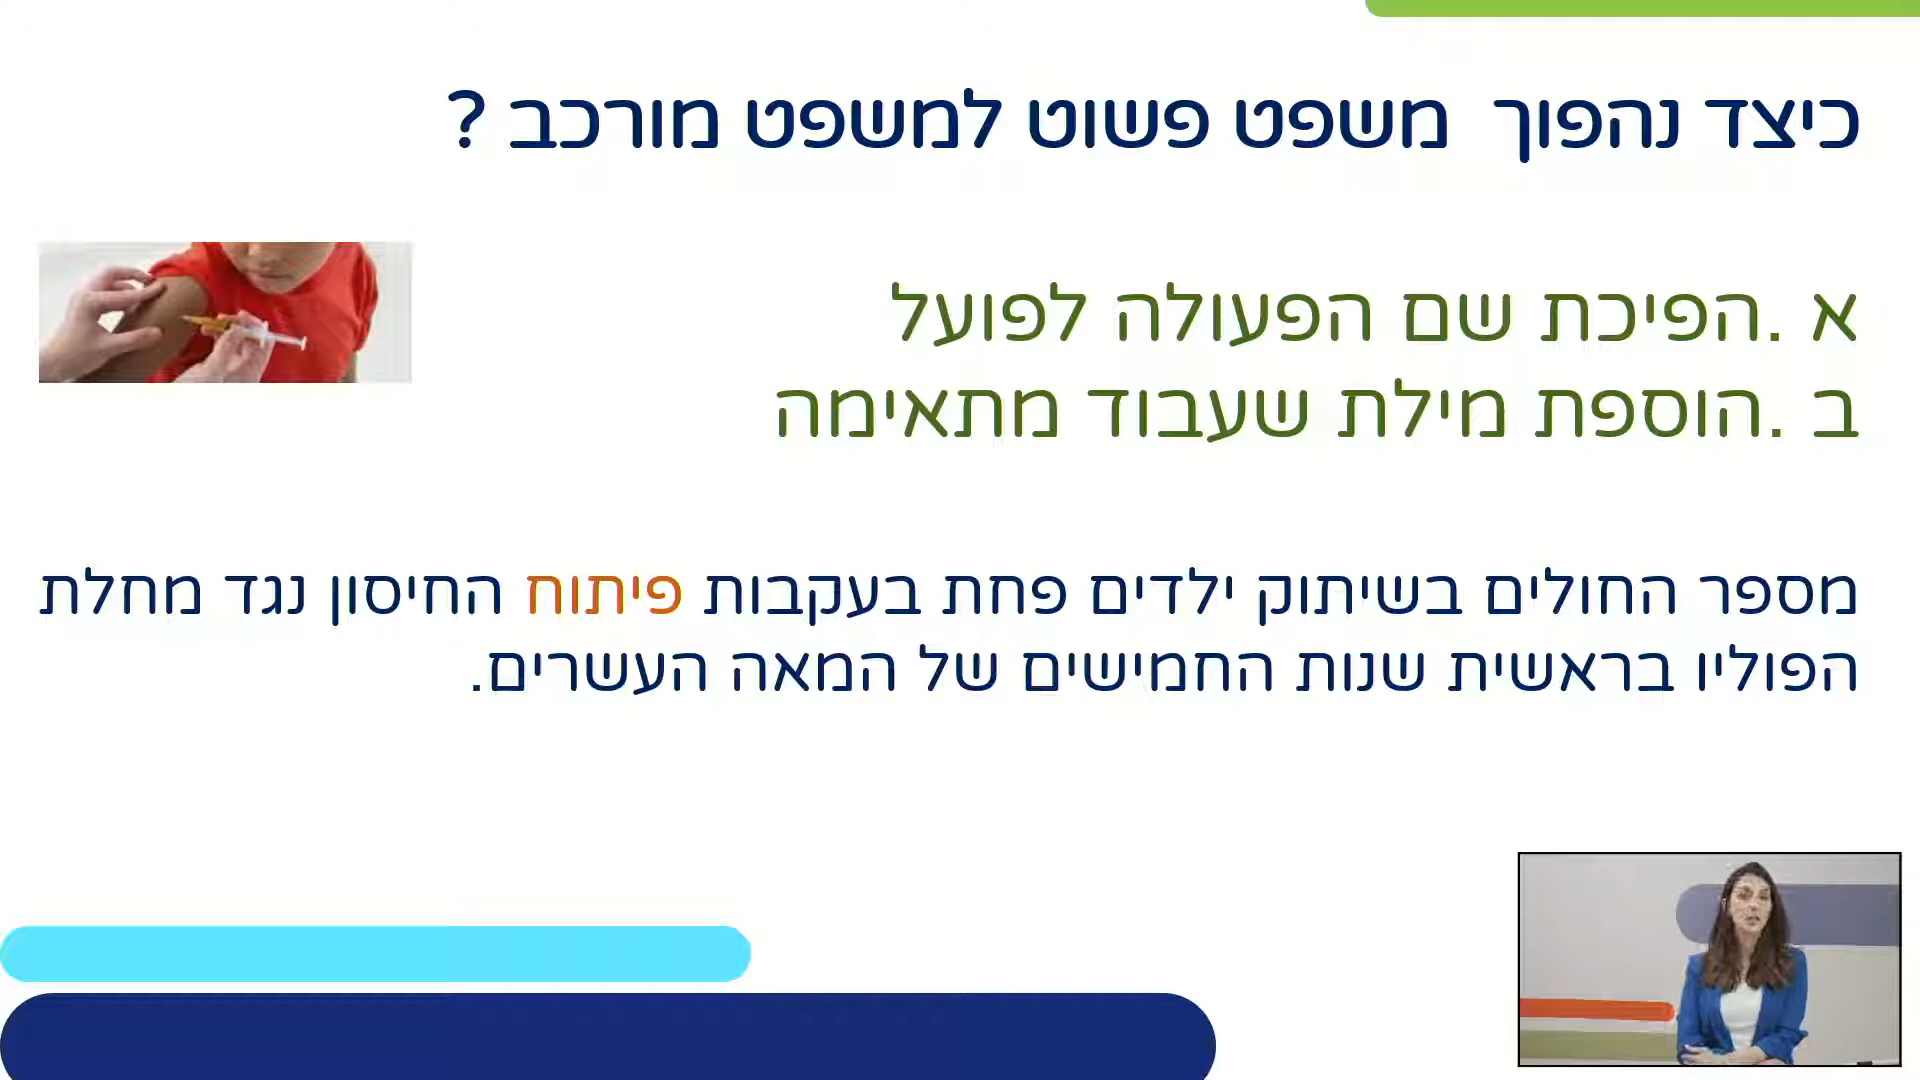 כיצד נהפוך משפט פשוט למשפט מורכב ?
א .הפיכת שם הפעולה לפועל
ב .הוספת מילת שעבוד מתאימה
מספר החולים בשיתוק ילדים פחת בעקבות פיתוח החיסון נגד מחלת
הפוליו בראשית שנות החמישים של המאה העשרים.